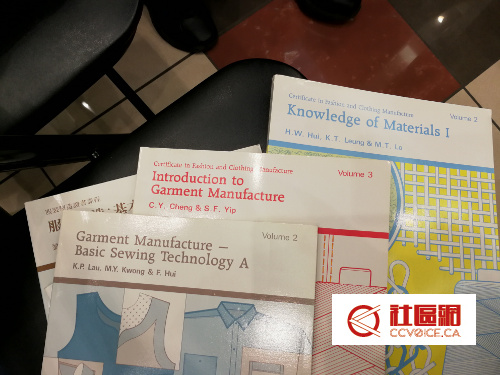 Certificate in Fashion and Clothing Manufacture
Volume 2
Knowledge of Materials I
H.W. Hui, K.T. Leung & M.T. Lo
Certificate in Fashion and Clothing Manufacture
Volume 3
Introduction to
Garment Manufacture
C.Y. Cheng & S.F. Yip
Garment Manufacture —
Volume 2
Basic Sewing Technology A
K.P. Lau, M.Y. Kwong & F. Hui
社區網
CCVOICE.CA